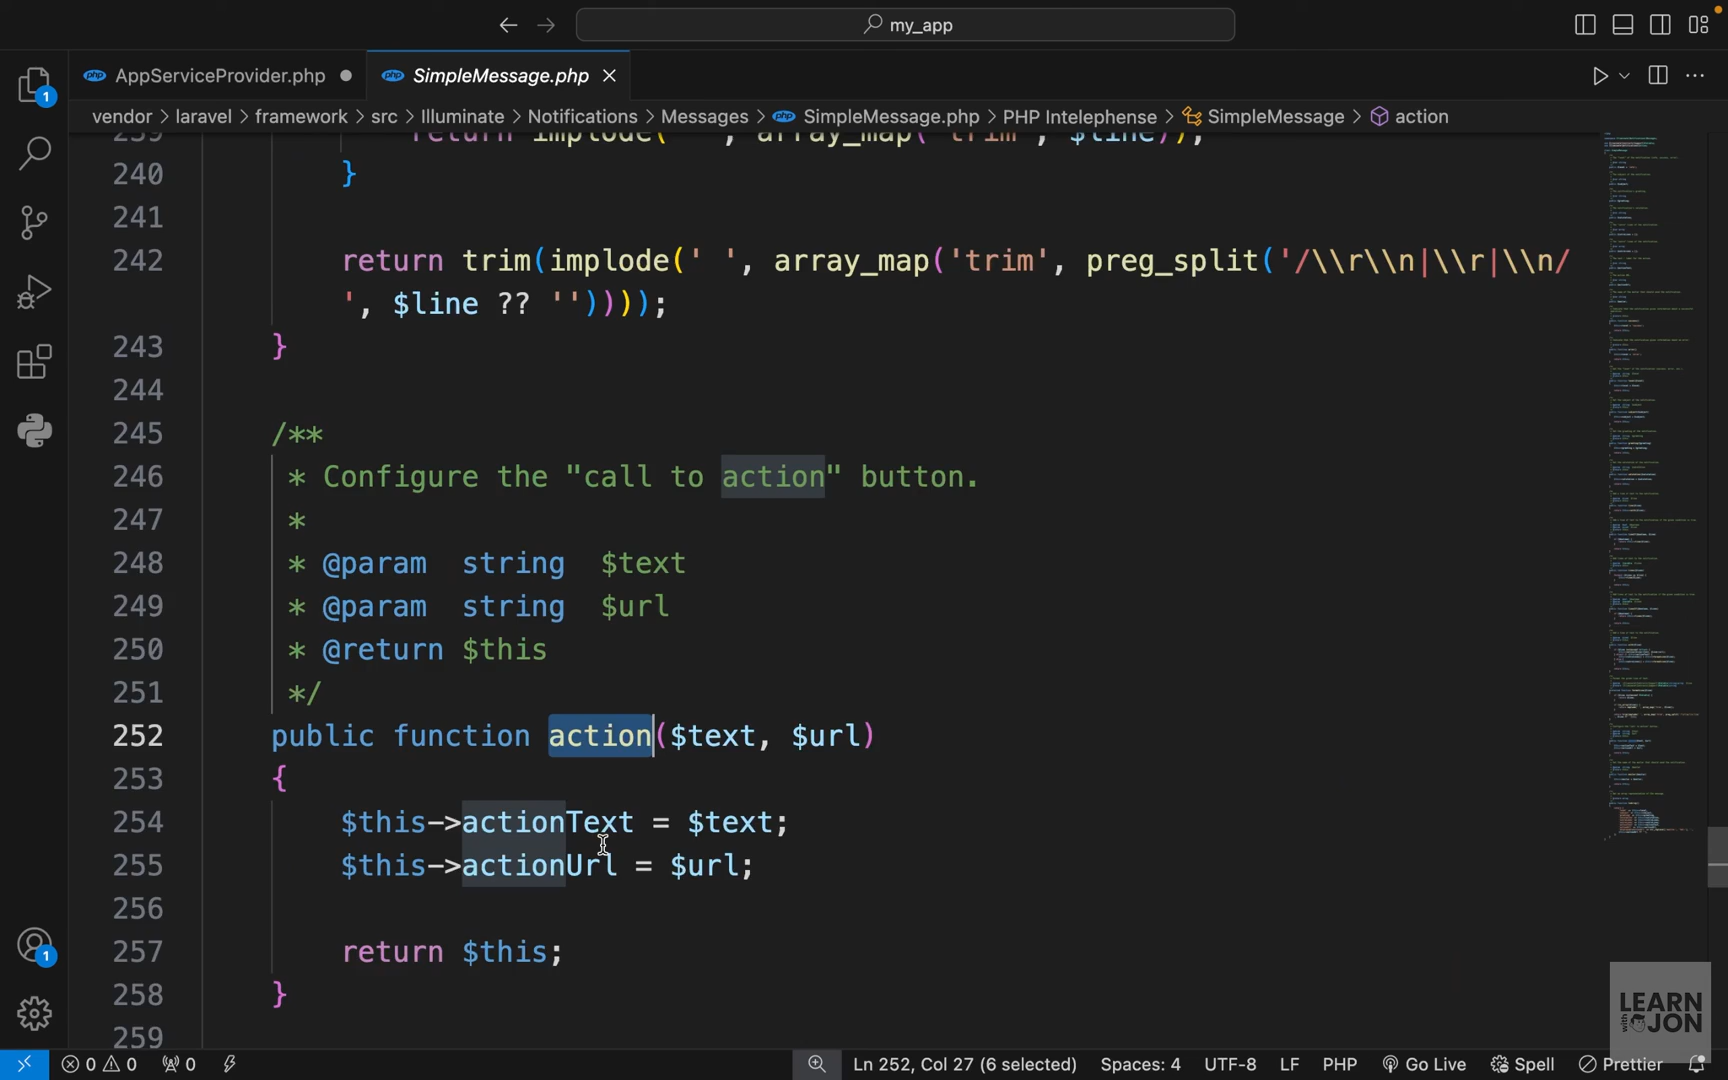 my_app
AppServiceProvider.php
SimpleMessage.php
vendor > laravel > framework > src > Illuminate > Notifications > Messages > SimpleMessage.php > PHP Intelephense > SimpleMessage > action
239 return implode(' ', array_map('trim', $line));
240 }
241
242 return trim(implode(' ', array_map('trim', preg_split('/\\r\\n|\\r|\\n/
', $line ?? ''))));
243 }
244
245 /**
246 * Configure the "call to action" button.
247 *
248 * @param  string  $text
249 * @param  string  $url
250 * @return $this
251 */
252 public function action($text, $url)
253 {
254 $this->actionText = $text;
255 $this->actionUrl = $url;
256
257 return $this;
258 }
259
1
1
LEARN
with JON
0 0 0 Ln 252, Col 27 (6 selected) Spaces: 4 UTF-8 LF PHP Go Live Spell Prettier